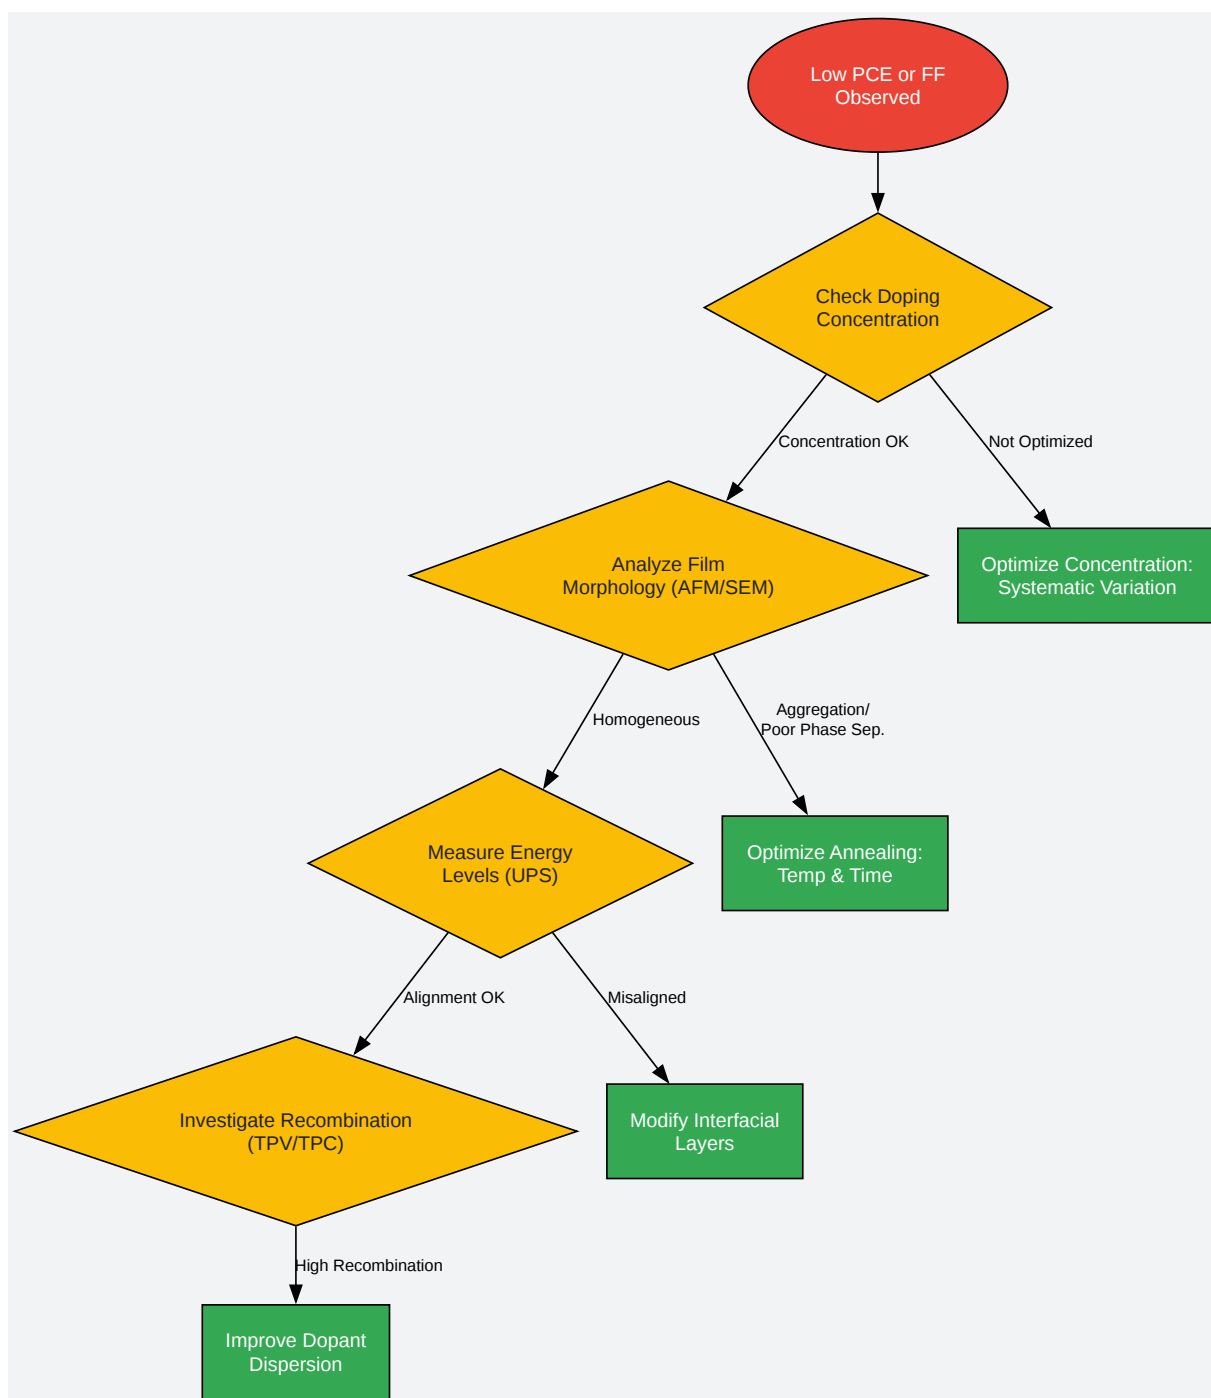 Low PCE or FF
Observed
Check Doping
Concentration
Concentration OK
Not Optimized
Analyze Film
Morphology (AFM/SEM)
Optimize Concentration:
Systematic Variation
Homogeneous
Aggregation/
Poor Phase Sep.
Measure Energy
Levels (UPS)
Optimize Annealing:
Temp & Time
Alignment OK
Misaligned
Investigate Recombination
(TPV/TPC)
Modify Interfacial
Layers
High Recombination
Improve Dopant
Dispersion